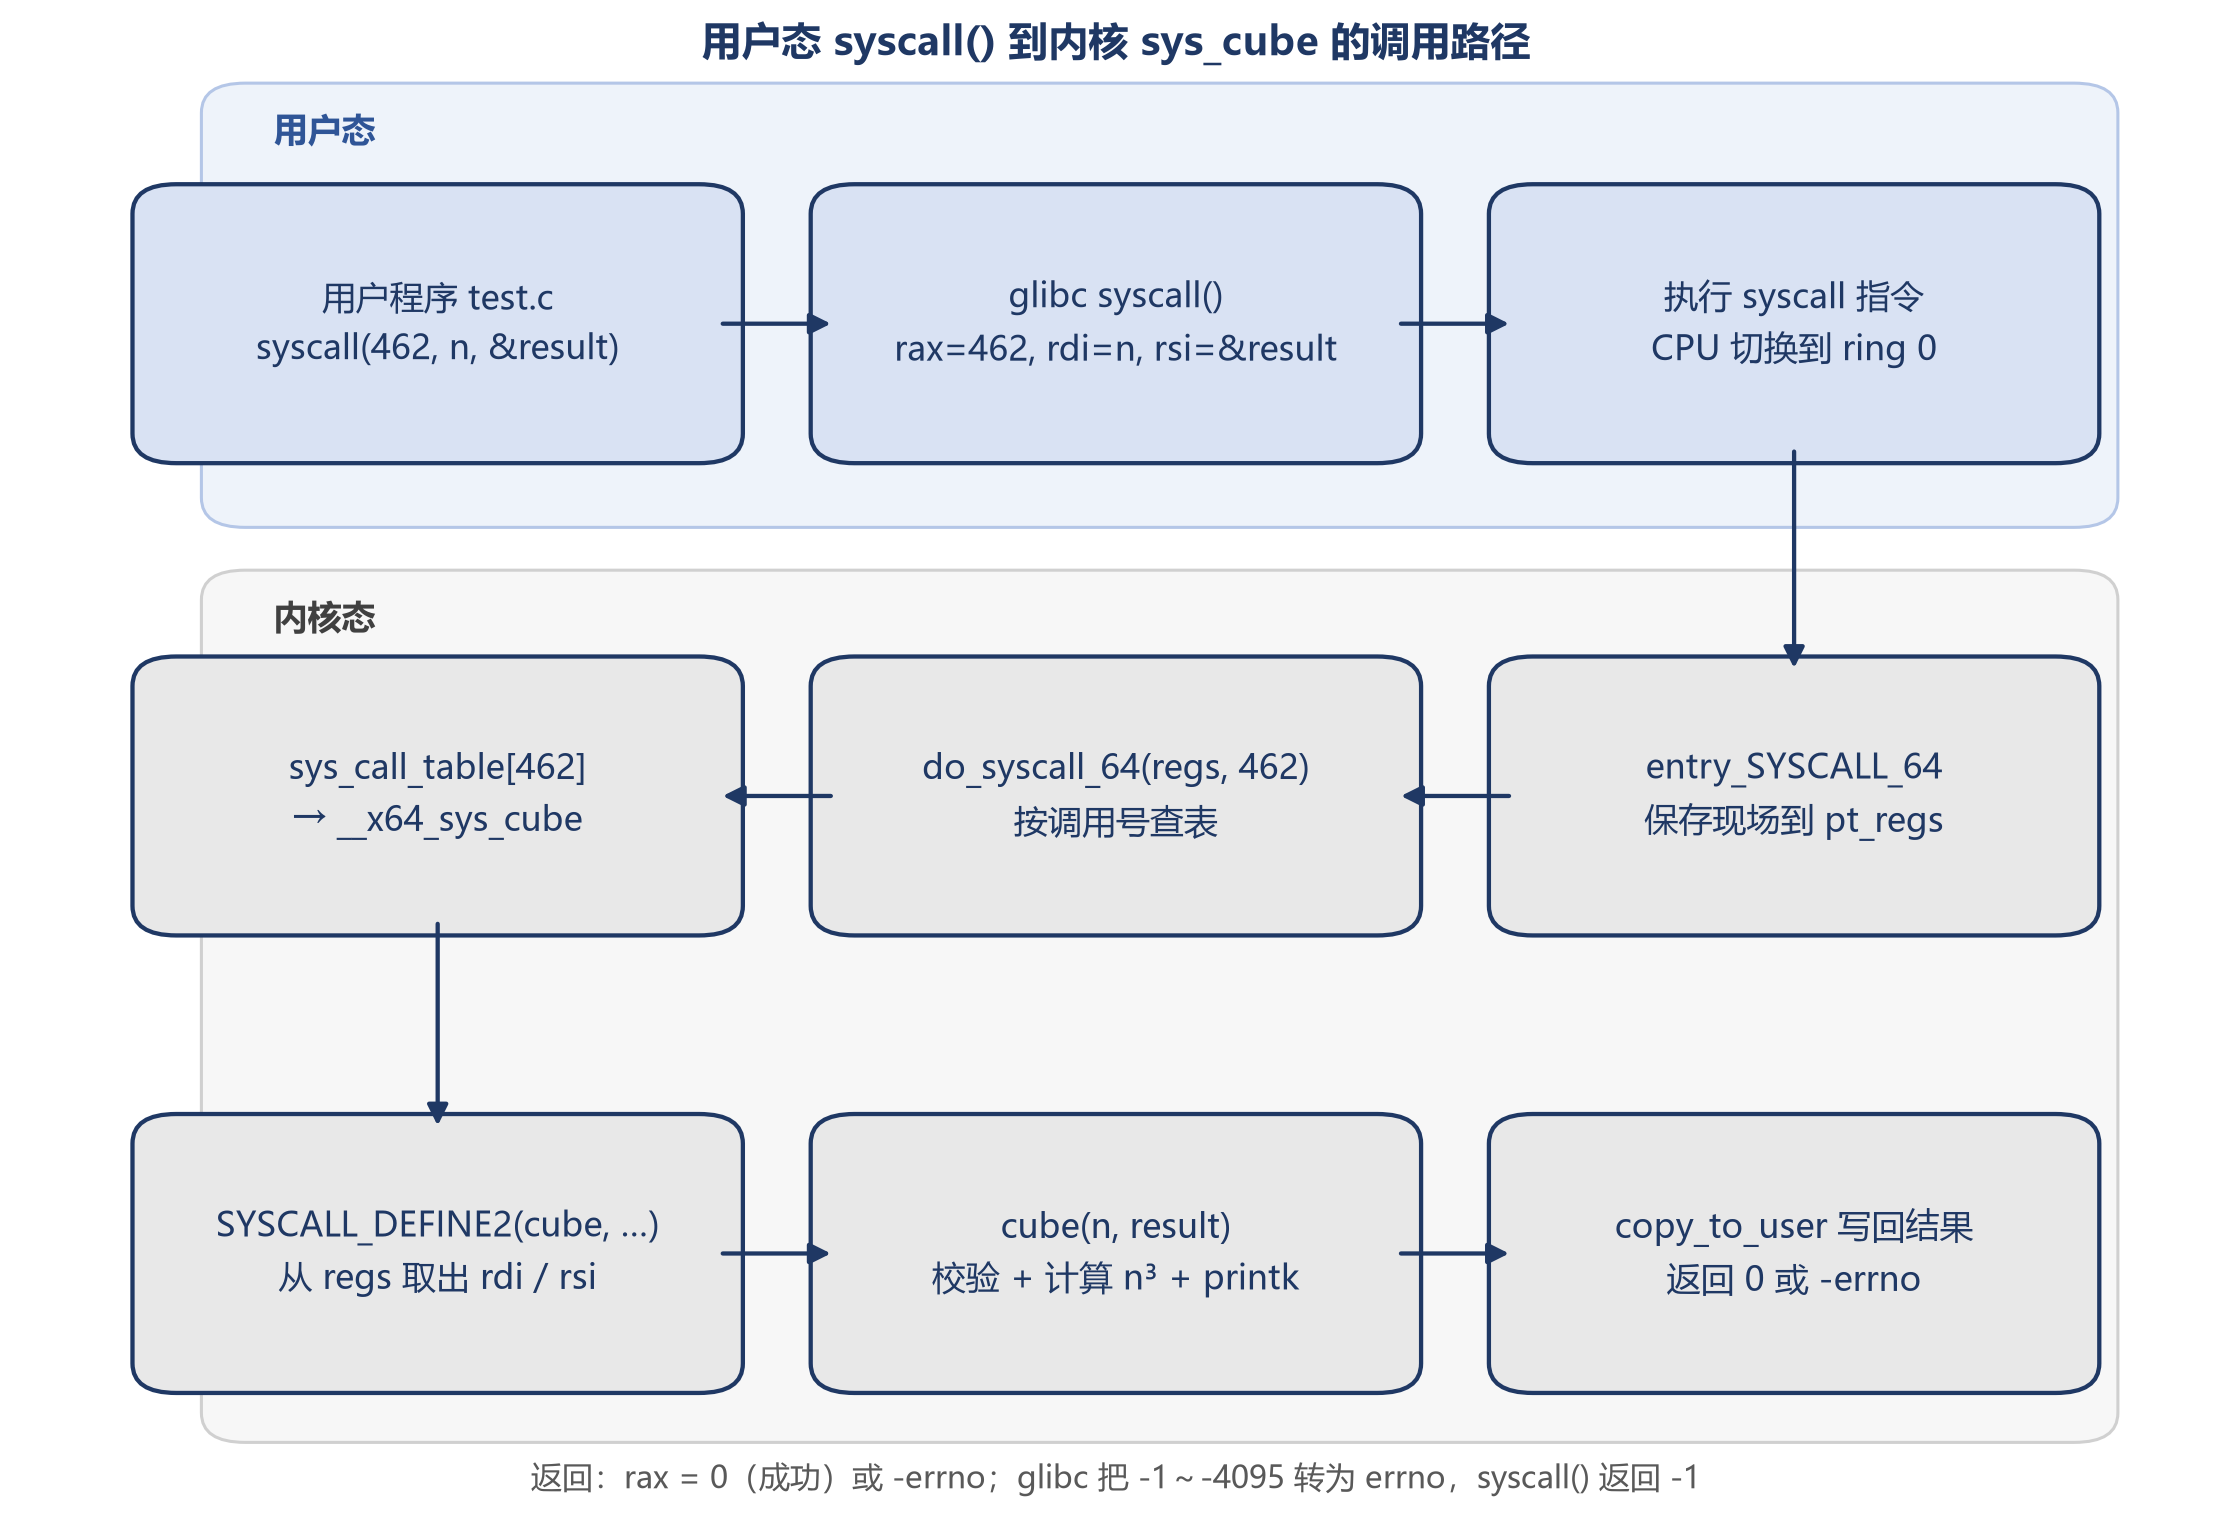 用户态 syscall() 到内核 sys_cube 的调用路径
用户态
用户程序 test.c
syscall(462, n, &result)
glibc syscall()
rax=462, rdi=n, rsi=&result
执行 syscall 指令
CPU 切换到 ring 0
内核态
sys_call_table[462]
→ __x64_sys_cube
do_syscall_64(regs, 462)
按调用号查表
entry_SYSCALL_64
保存现场到 pt_regs
SYSCALL_DEFINE2(cube, ...)
从 regs 取出 rdi / rsi
cube(n, result)
校验 + 计算 n³ + printk
copy_to_user 写回结果
返回 0 或 -errno
返回：rax = 0（成功）或 -errno；glibc 把 -1 ~ -4095 转为 errno，syscall() 返回 -1